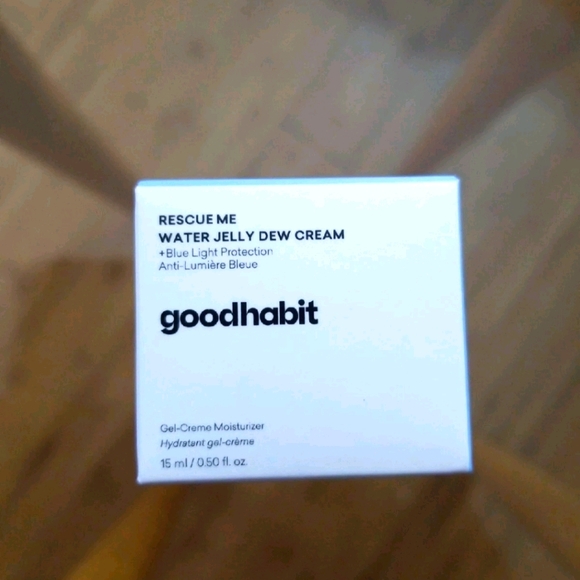 RESCUE ME
WATER JELLY DEW CREAM
+Blue Light Protection
Anti-Lumière Bleue
goodhabit
Gel-Creme Moisturizer
Hydratant gel-crème
15 ml / 0.50 fl. oz.